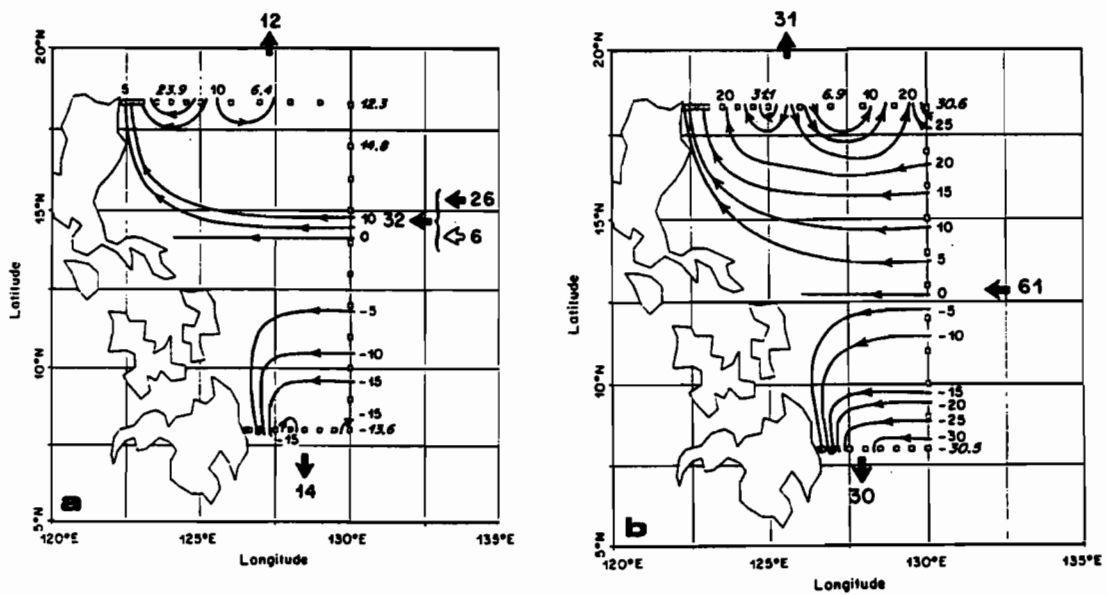 12
20°N
5 23.9 10 6.4
12.3
14.8
15°N
10
32
26
6
0
Latitude
-5
10°N
-10
-15
-15
-13.6
-15
14
a
5°N
120°E 125°E 130°E 135°E
Longitude
31
20°N
20 31.1 6.9 10 20 30.6
25
20
15
15°N
10
5
0
61
Latitude
-5
-10
10°N
-15
-20
-25
-30
-30.5
30
b
5°N
120°E 125°E 130°E 135°E
Longitude